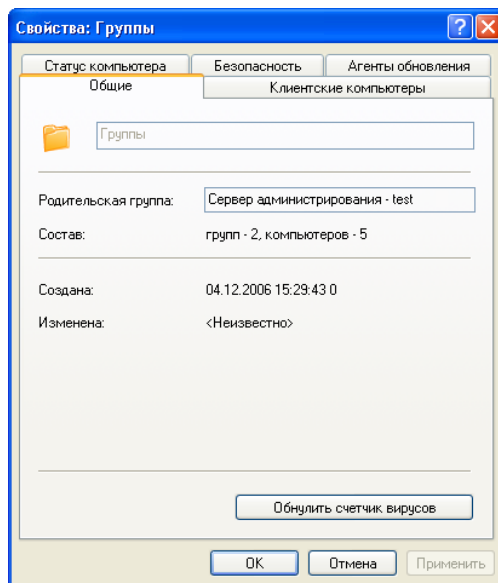 Свойства: Группы
Статус компьютера Безопасность Агенты обновления
Общие Клиентские компьютеры
Группы
Родительская группа: Сервер администрирования - test
Состав: групп - 2, компьютеров - 5
Создана: 04.12.2006 15:29:43 0
Изменена: <Неизвестно>
Обнулить счетчик вирусов
OK Отмена Применить